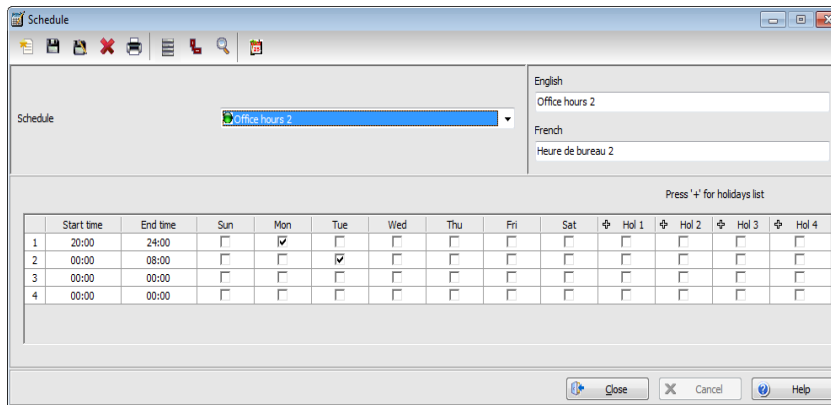 Schedule
English
Office hours 2
Schedule
Office hours 2
French
Heure de bureau 2
Press '+' for holidays list
Start time End time Sun Mon Tue Wed Thu Fri Sat Hol 1 Hol 2 Hol 3 Hol 4
1 20:00 24:00
2 00:00 08:00
3 00:00 00:00
4 00:00 00:00
Close Cancel Help